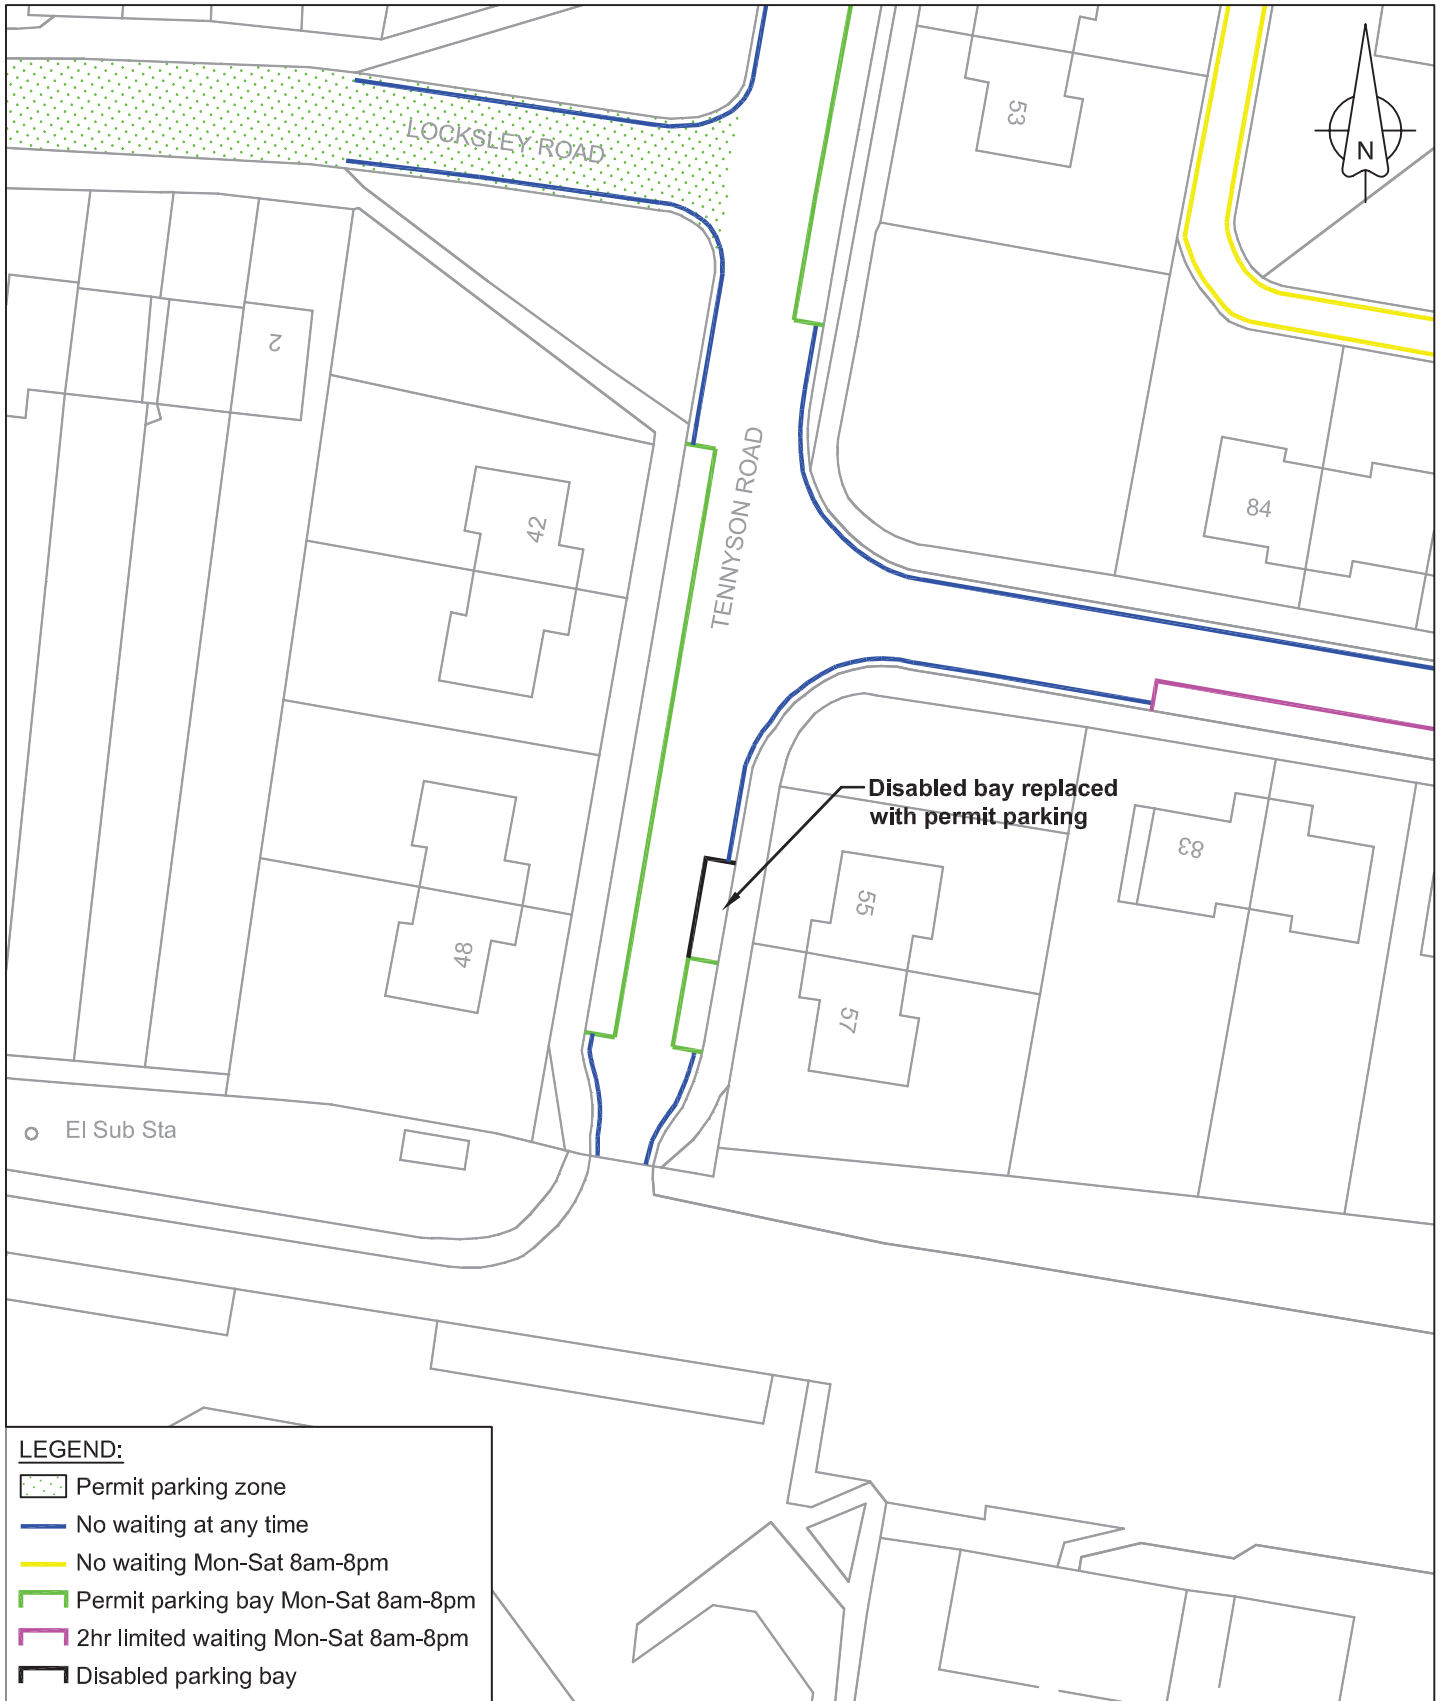 53
LOCKSLEY ROAD
N
2
TENNYSON ROAD
84
42
Disabled bay replaced
with permit parking
83
55
48
57
El Sub Sta
LEGEND:
Permit parking zone
No waiting at any time
No waiting Mon-Sat 8am-8pm
Permit parking bay Mon-Sat 8am-8pm
2hr limited waiting Mon-Sat 8am-8pm
Disabled parking bay